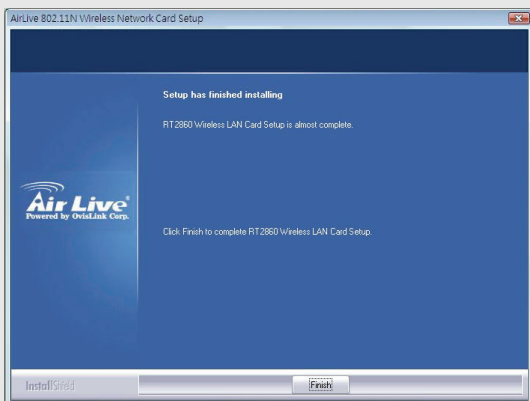 AirLive 802.11N Wireless Network Card Setup
Setup has finished installing
RT2860 Wireless LAN Card Setup is almost complete.
Air Live®
Powered by OvisLink Corp.
Click Finish to complete RT2860 Wireless LAN Card Setup.
InstallShield
Finish